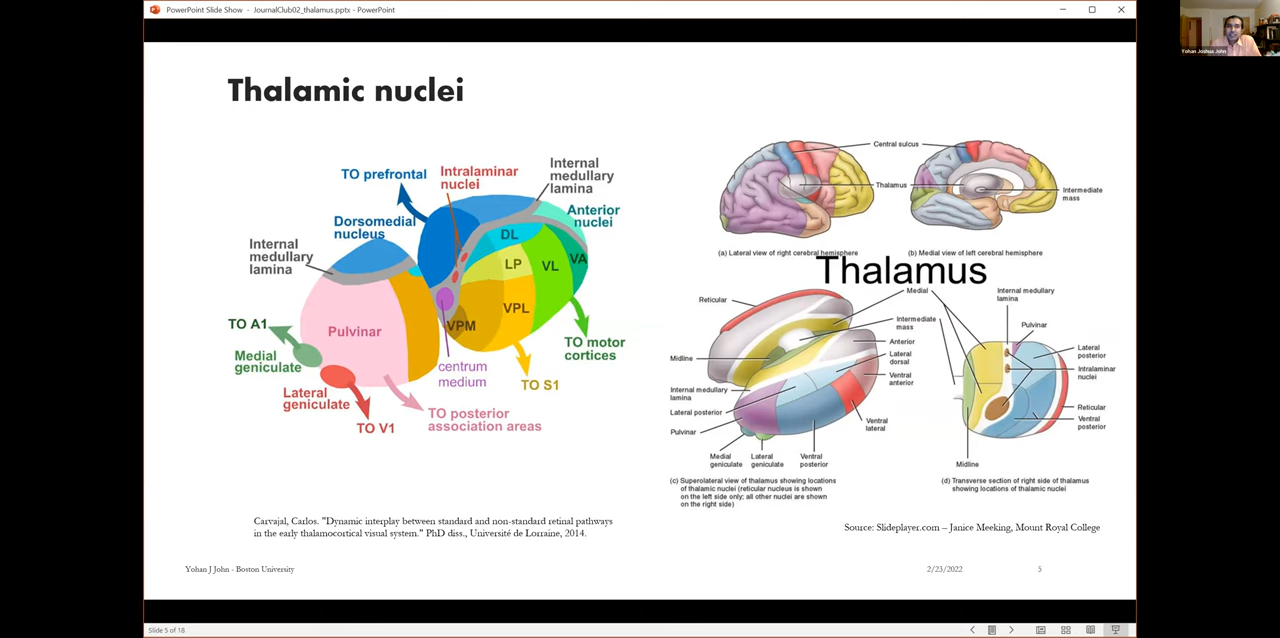 PowerPoint Slide Show - JournalClub02_thalamus.pptx - PowerPoint
Yohan Joshua John
Thalamic nuclei
TO prefrontal
Intralaminar
nuclei
Internal
medullary
lamina
Dorsomedial
nucleus
Anterior
nuclei
Internal
medullary
lamina
DL
LP
VL
VA
VPL
VPM
Pulvinar
TO A1
Medial
geniculate
Lateral
geniculate
TO V1
centrum
medium
TO motor
cortices
TO S1
TO posterior
association areas
Central sulcus
Thalamus
Intermediate
mass
(a) Lateral view of right cerebral hemisphere
(b) Medial view of left cerebral hemisphere
Thalamus
Reticular
Medial
Internal medullary
lamina
Intermediate
mass
Pulvinar
Anterior
Lateral
dorsal
Lateral
posterior
Midline
Ventral
anterior
Intralaminar
nuclei
Internal medullary
lamina
Lateral posterior
Reticular
Ventral
posterior
Pulvinar
Ventral
lateral
Medial
geniculate
Lateral
geniculate
Ventral
posterior
Midline
(c) Superolateral view of thalamus showing locations
of thalamic nuclei (reticular nucleus is shown
on the left side only; all other nuclei are shown
on the right side)
(d) Transverse section of right side of thalamus
showing locations of thalamic nuclei
Carvajal, Carlos. "Dynamic interplay between standard and non-standard retinal pathways
in the early thalamocortical visual system." PhD diss., Université de Lorraine, 2014.
Source: Slideplayer.com – Janice Meeking, Mount Royal College
Yohan J John - Boston University
2/23/2022
5
Slide 5 of 18